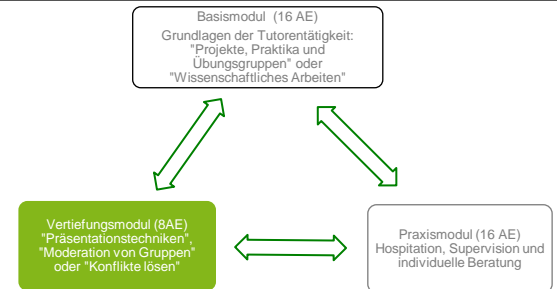 Basismodul (16 AE)
Grundlagen der Tutorentätigkeit:
"Projekte, Praktika und
Übungsgruppen" oder
"Wissenschaftliches Arbeiten"
Vertiefungsmodul (8AE)
"Präsentationstechniken",
"Moderation von Gruppen"
oder "Konflikte lösen"
Praxismodul (16 AE)
Hospitation, Supervision und
individuelle Beratung